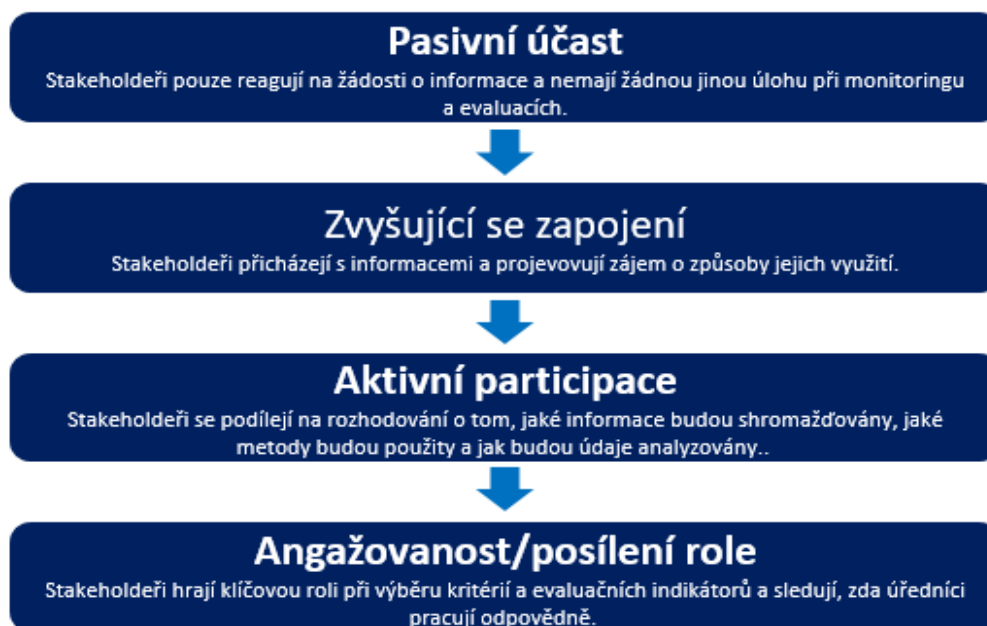 Pasivní účast
Stakeholdeři pouze reagují na žádosti o informace a nemají žádnou jinou úlohu při monitoringu
a evaluacích.
Zvyšující se zapojení
Stakeholdeři přicházejí s informacemi a projevovují zájem o způsoby jejich využití.
Aktivní participace
Stakeholdeři se podílejí na rozhodování o tom, jaké informace budou shromažďovány, jaké
metody budou použity a jak budou údaje analyzovány..
Angažovanost/posílení role
Stakeholdeři hrají klíčovou roli při výběru kritérií a evaluačních indikátorů a sledují, zda úředníci
pracují odpovědně.